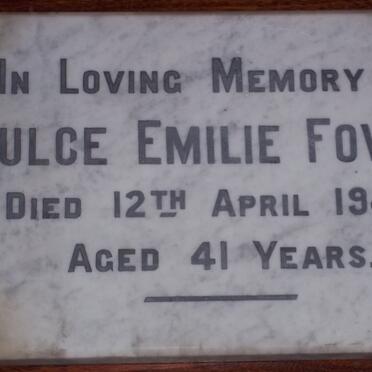 In Loving Memory
ULCE EMILIE FO
Died 12th April 19
Aged 41 Years.